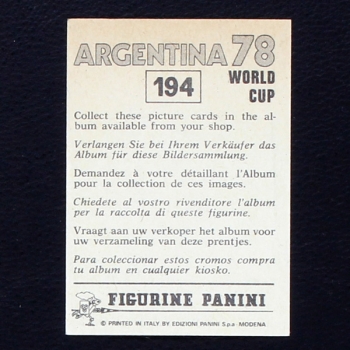 ARGENTINA 78
194 WORLD
CUP
Collect these picture cards in the al-
bum available from your shop.
Verlangen Sie bei Ihrem Verkäufer das
Album für diese Bildersammlung.
Demandez à votre détaillant l'Album
pour la collection de ces images.
Chiedete al vostro rivenditore l'album
per la raccolta di queste figurine.
Vraagt aan uw verkoper het album voor
uw verzameling van deze prentjes.
Para coleccionar estos cromos compra
tu album en cualquier kiosko.
FIGURINE PANINI
© PRINTED IN ITALY BY EDIZIONI PANINI S.p.a - MODENA